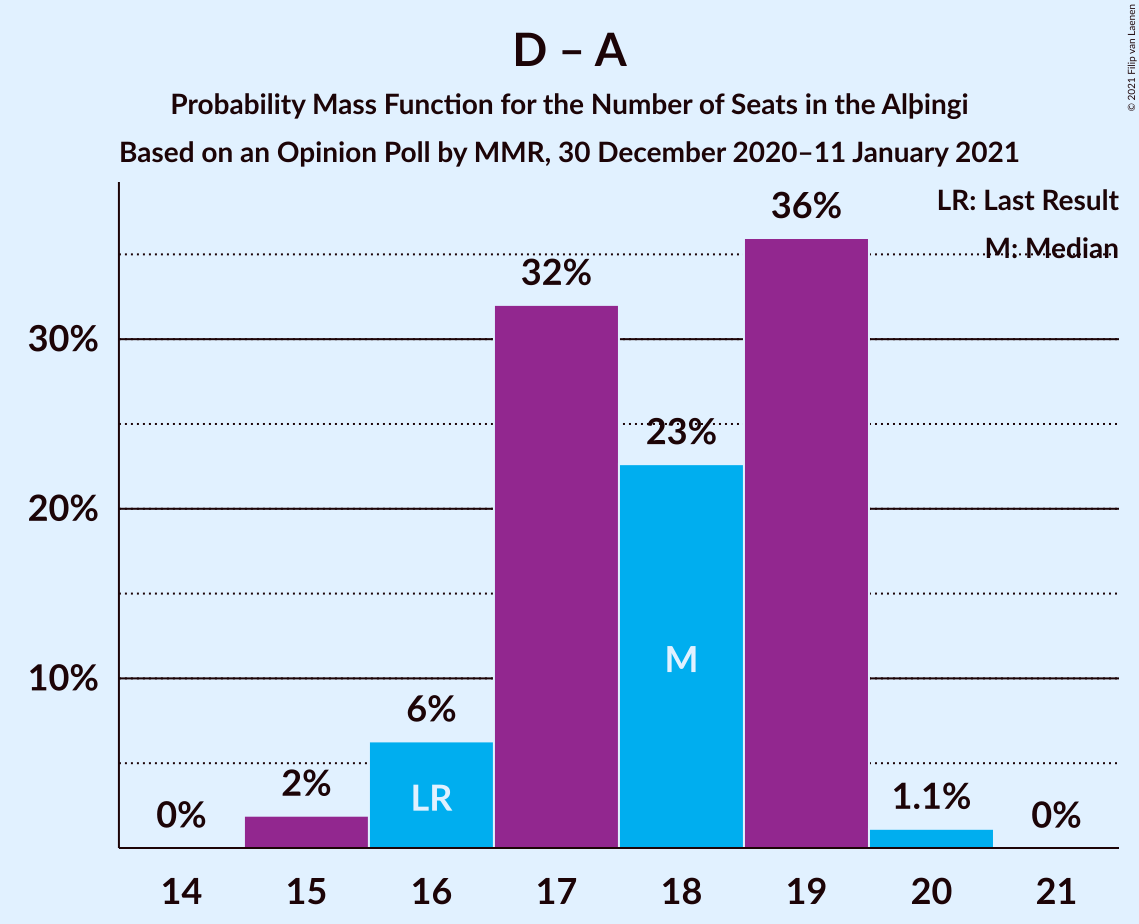 D – A
Probability Mass Function for the Number of Seats in the Alþingi
Based on an Opinion Poll by MMR, 30 December 2020–11 January 2021
© 2021 Filip van Laenen
LR: Last Result
M: Median
30%
20%
10%
0%
2%
6%
32%
23%
36%
1.1%
0%
LR
M
14 15 16 17 18 19 20 21